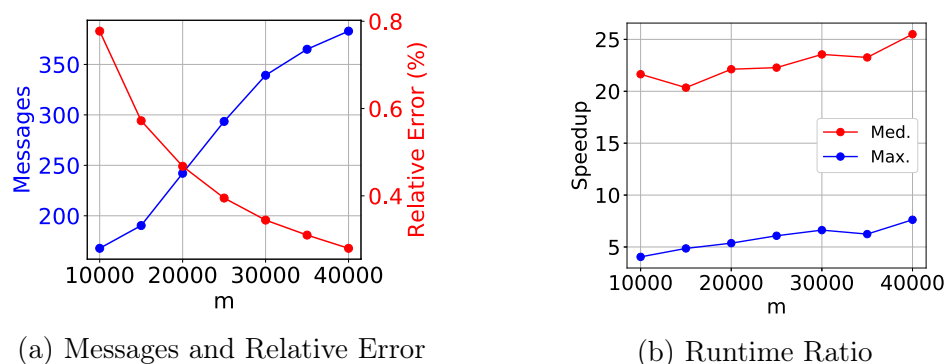 Messages
350
300
250
200
0.8
0.6
0.4
Relative Error (%)
10000 20000 30000 40000
m
(a) Messages and Relative Error
Speedup
25
20
15
10
5
Med.
Max.
10000 20000 30000 40000
m
(b) Runtime Ratio